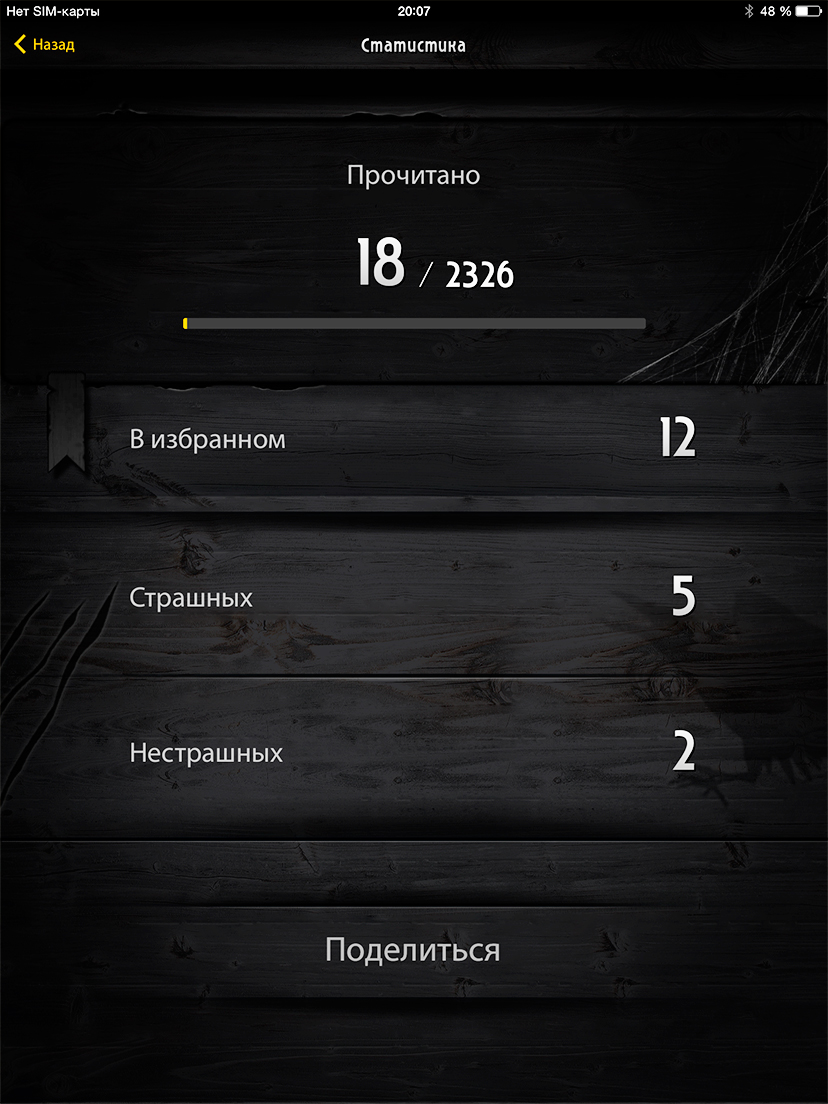 Нет SIM-карты 20:07 48 %
Назад Статистика
Прочитано
18 / 2326
В избранном 12
Страшных 5
Нестрашных 2
Поделиться